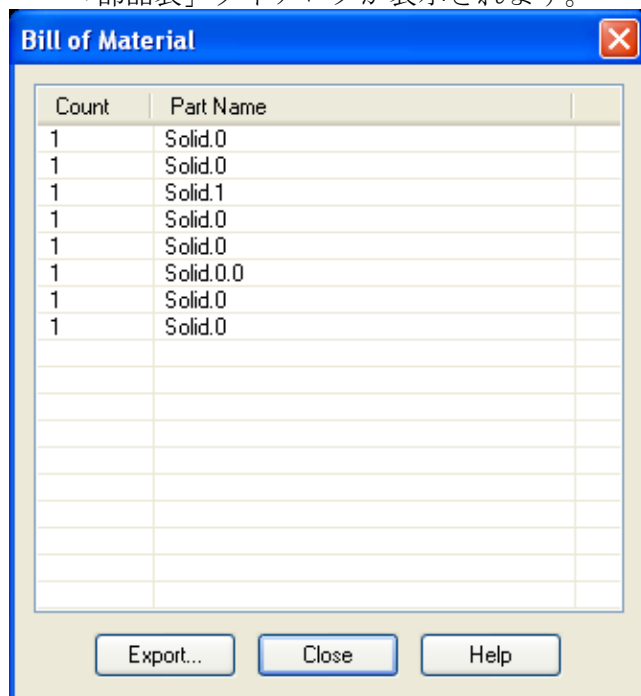 「部品表」ダイアログが表示されます。
Bill of Material
Count Part Name
1 Solid.0
1 Solid.0
1 Solid.1
1 Solid.0
1 Solid.0
1 Solid.0.0
1 Solid.0
1 Solid.0
Export... Close Help